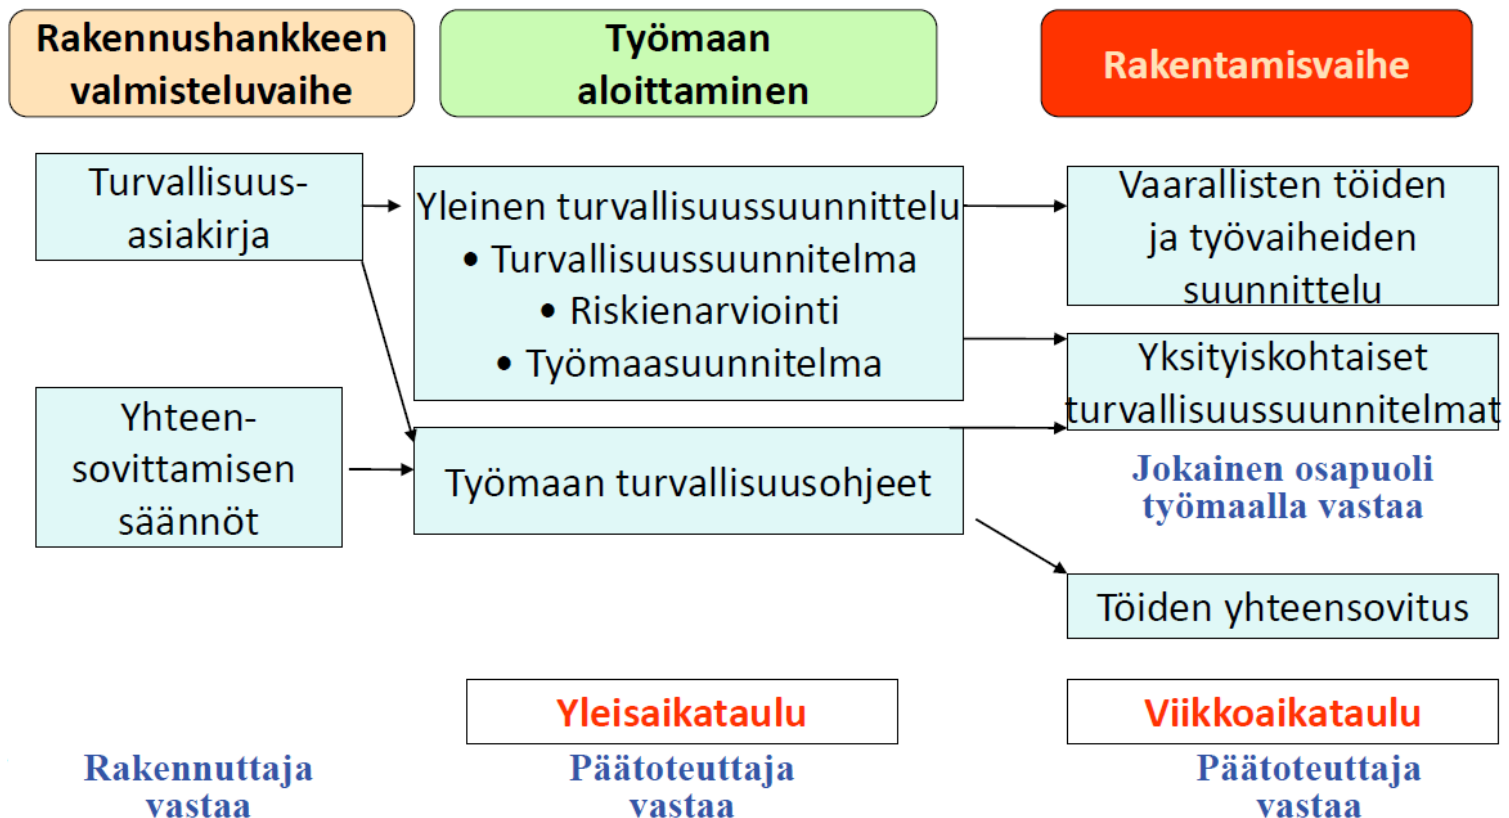 Rakennushankkeen
valmisteluvaihe
Työmaan
aloittaminen
Rakentamisvaihe
Turvallisuus-
asiakirja
Yhteen-
sovittamisen
säännöt
Yleinen turvallisuussuunnittelu
• Turvallisuussuunnitelma
• Riskienarviointi
• Työmaasuunnitelma
Työmaan turvallisuusohjeet
Vaarallisten töiden
ja työvaiheiden
suunnittelu
Yksityiskohtaiset
turvallisuussuunnitelmat
Jokainen osapuoli
työmaalla vastaa
Töiden yhteensovitus
Yleisaikataulu
Viikkoaikataulu
Rakennuttaja
vastaa
Päätoteuttaja
vastaa
Päätoteuttaja
vastaa